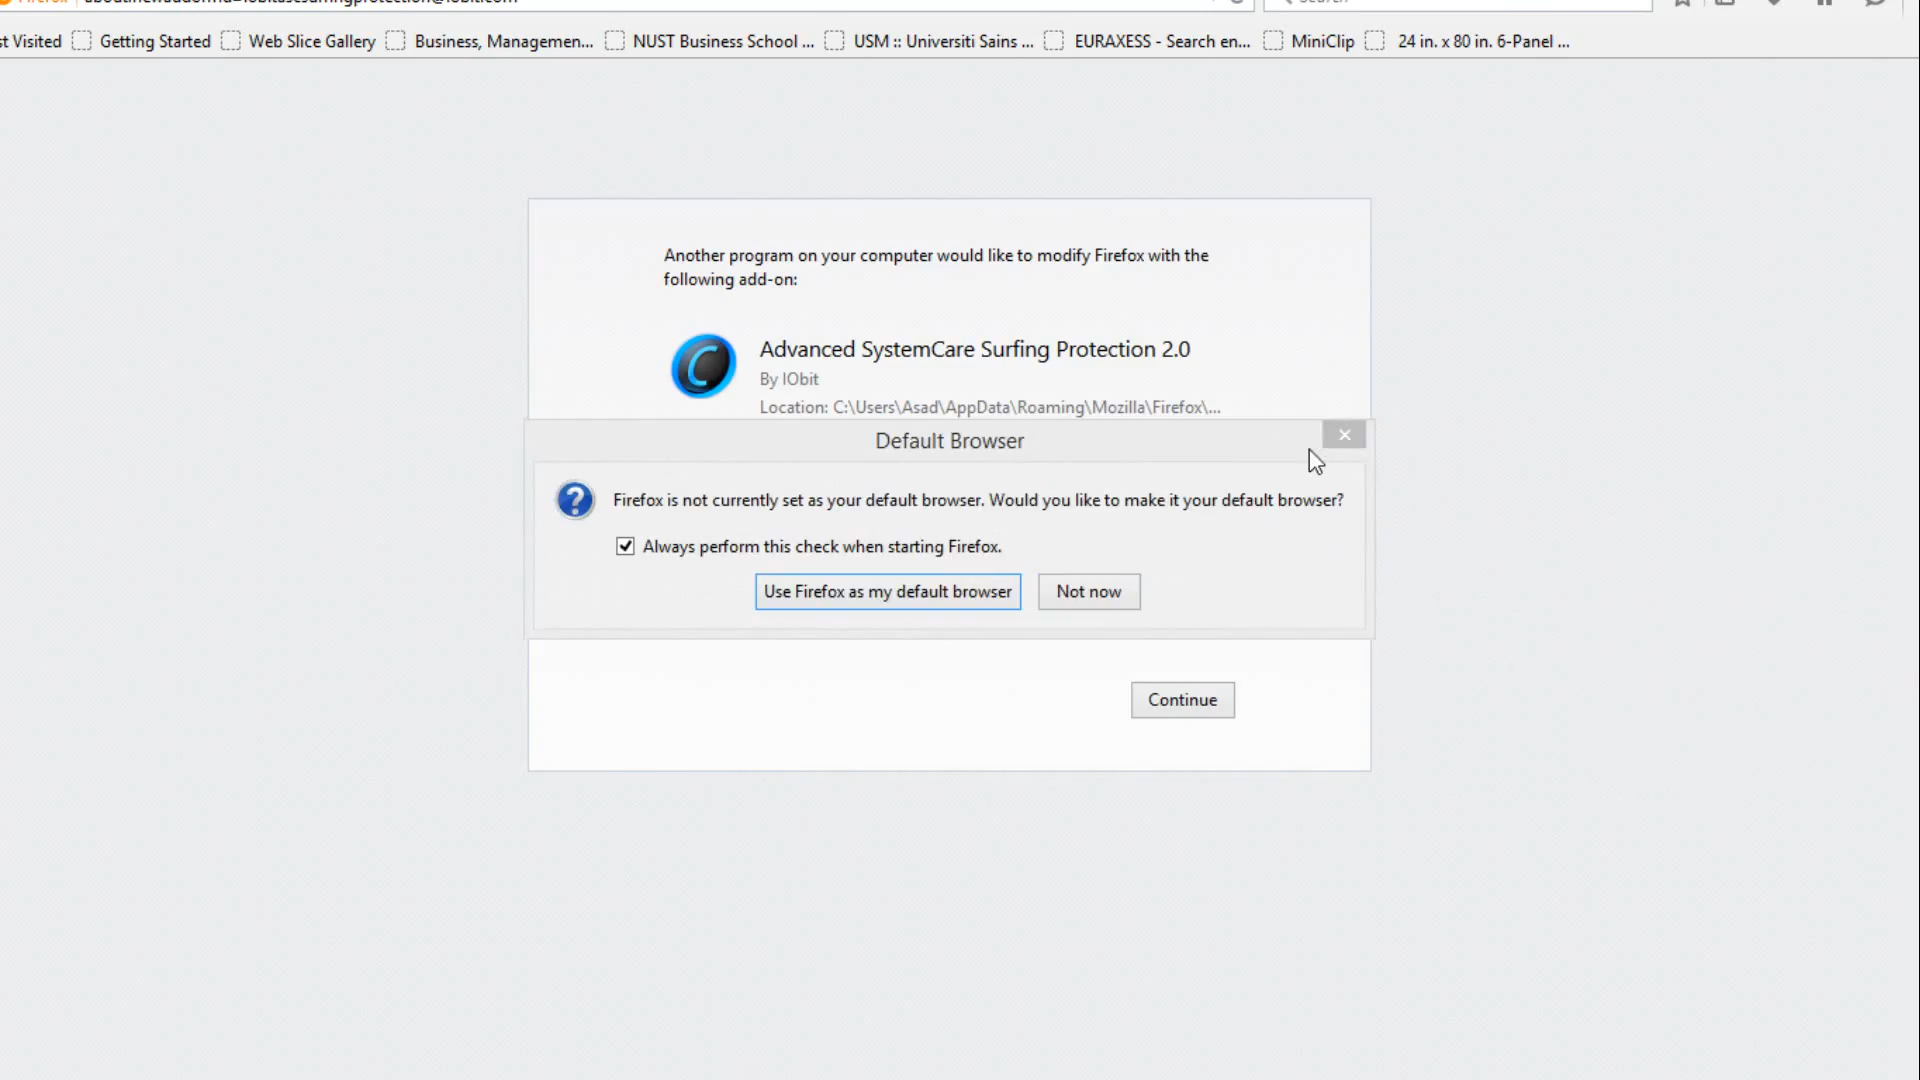 st Visited Getting Started Web Slice Gallery Business, Managemen... NUST Business School ... USM :: Universiti Sains ... EURAXESS - Search en... MiniClip 24 in. x 80 in. 6-Panel ...
Another program on your computer would like to modify Firefox with the
following add-on:
Advanced SystemCare Surfing Protection 2.0
By IObit
Location: C:\Users\Asad\AppData\Roaming\Mozilla\Firefox\...
Default Browser
Firefox is not currently set as your default browser. Would you like to make it your default browser?
Always perform this check when starting Firefox.
Use Firefox as my default browser Not now
Continue